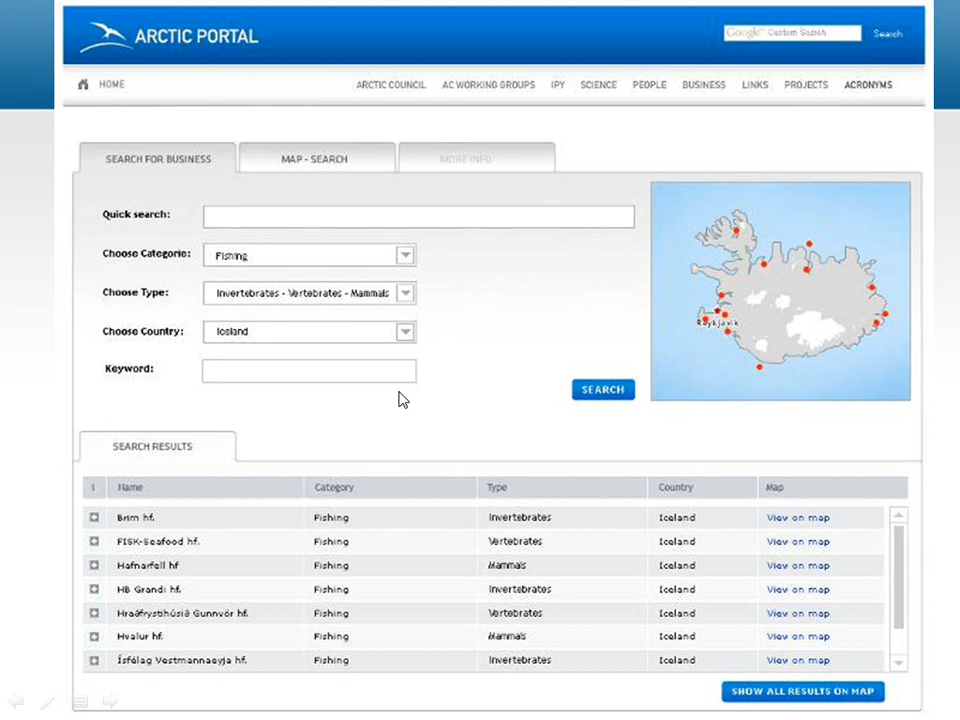 ARCTIC PORTAL
Google™ Custom Search Search
HOME ARCTIC COUNCIL AC WORKING GROUPS IPY SCIENCE PEOPLE BUSINESS LINKS PROJECTS ACRONYMS
SEARCH FOR BUSINESS MAP - SEARCH MORE INFO
Quick search:
Choose Categorie: Fishing
Choose Type: Invertebrates - Vertebrates - Mammals
Choose Country: Iceland
Keyword:
SEARCH
Reykjavik
SEARCH RESULTS
1 Name Category Type Country Map
Brim hf. Fishing Invertebrates Iceland View on map
FISK-Seafood hf. Fishing Vertebrates Iceland View on map
Hafnarfell hf Fishing Mammals Iceland View on map
HB Grandi hf. Fishing Invertebrates Iceland View on map
Hraðfrystihúsið Gunnvör hf. Fishing Vertebrates Iceland View on map
Hvalur hf. Fishing Mammals Iceland View on map
Ísfélag Vestmannaeyja hf. Fishing Invertebrates Iceland View on map
SHOW ALL RESULTS ON MAP